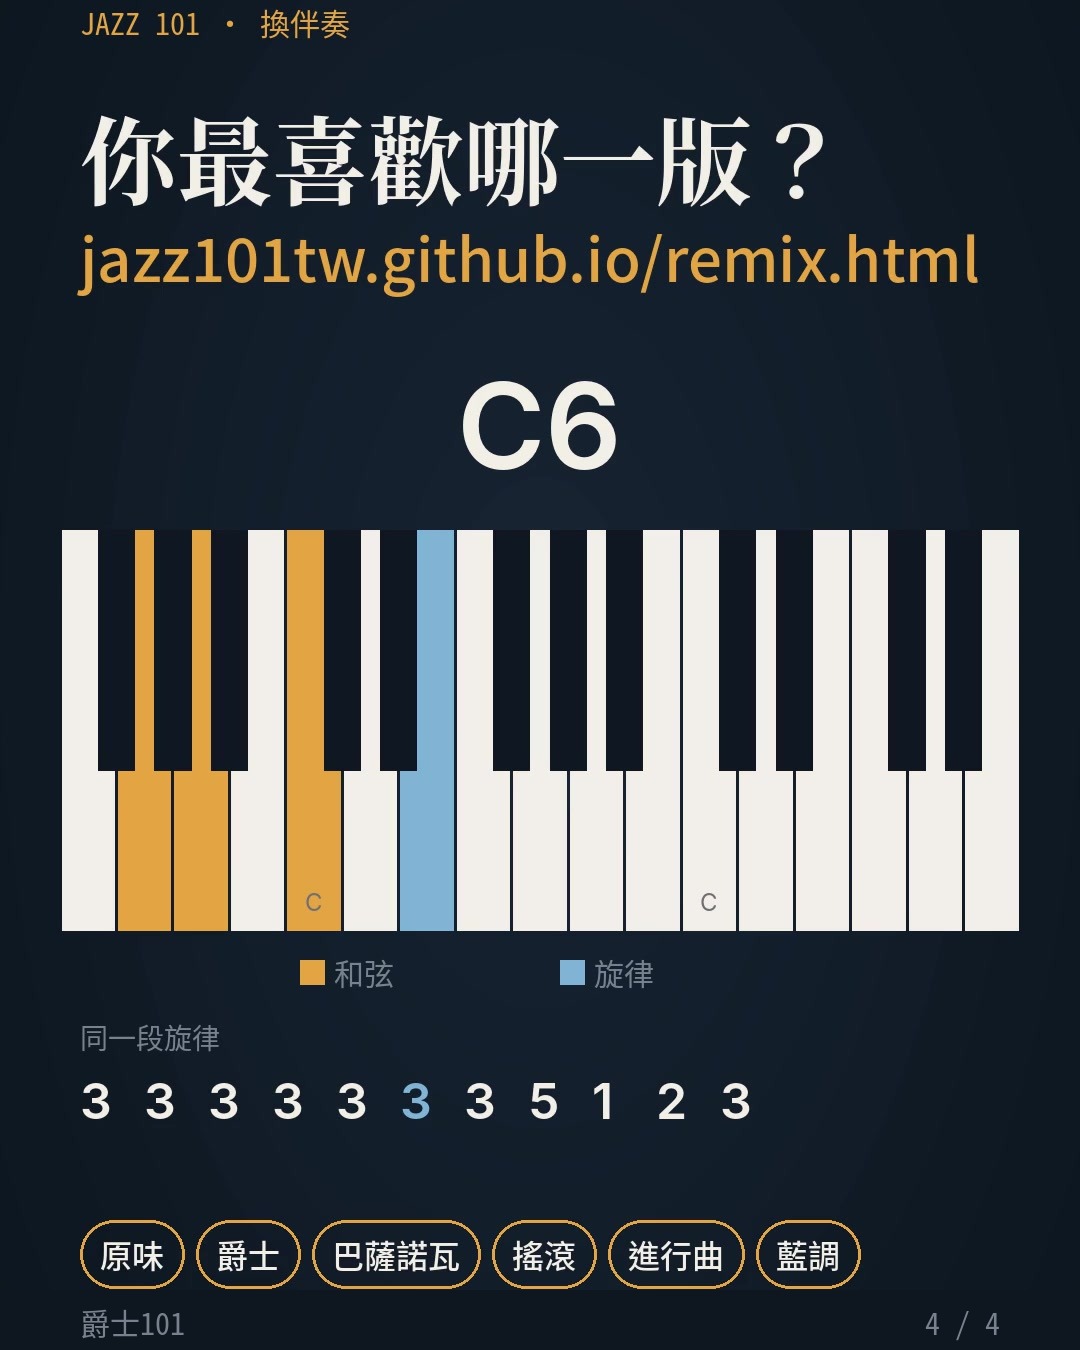 JAZZ 101 · 換伴奏
你最喜歡哪一版？
jazz101tw.github.io/remix.html
C6
C C
和弦 旋律
同一段旋律
3 3 3 3 3 3 3 5 1 2 3
原味 爵士 巴薩諾瓦 搖滾 進行曲 藍調
爵士101 4 / 4